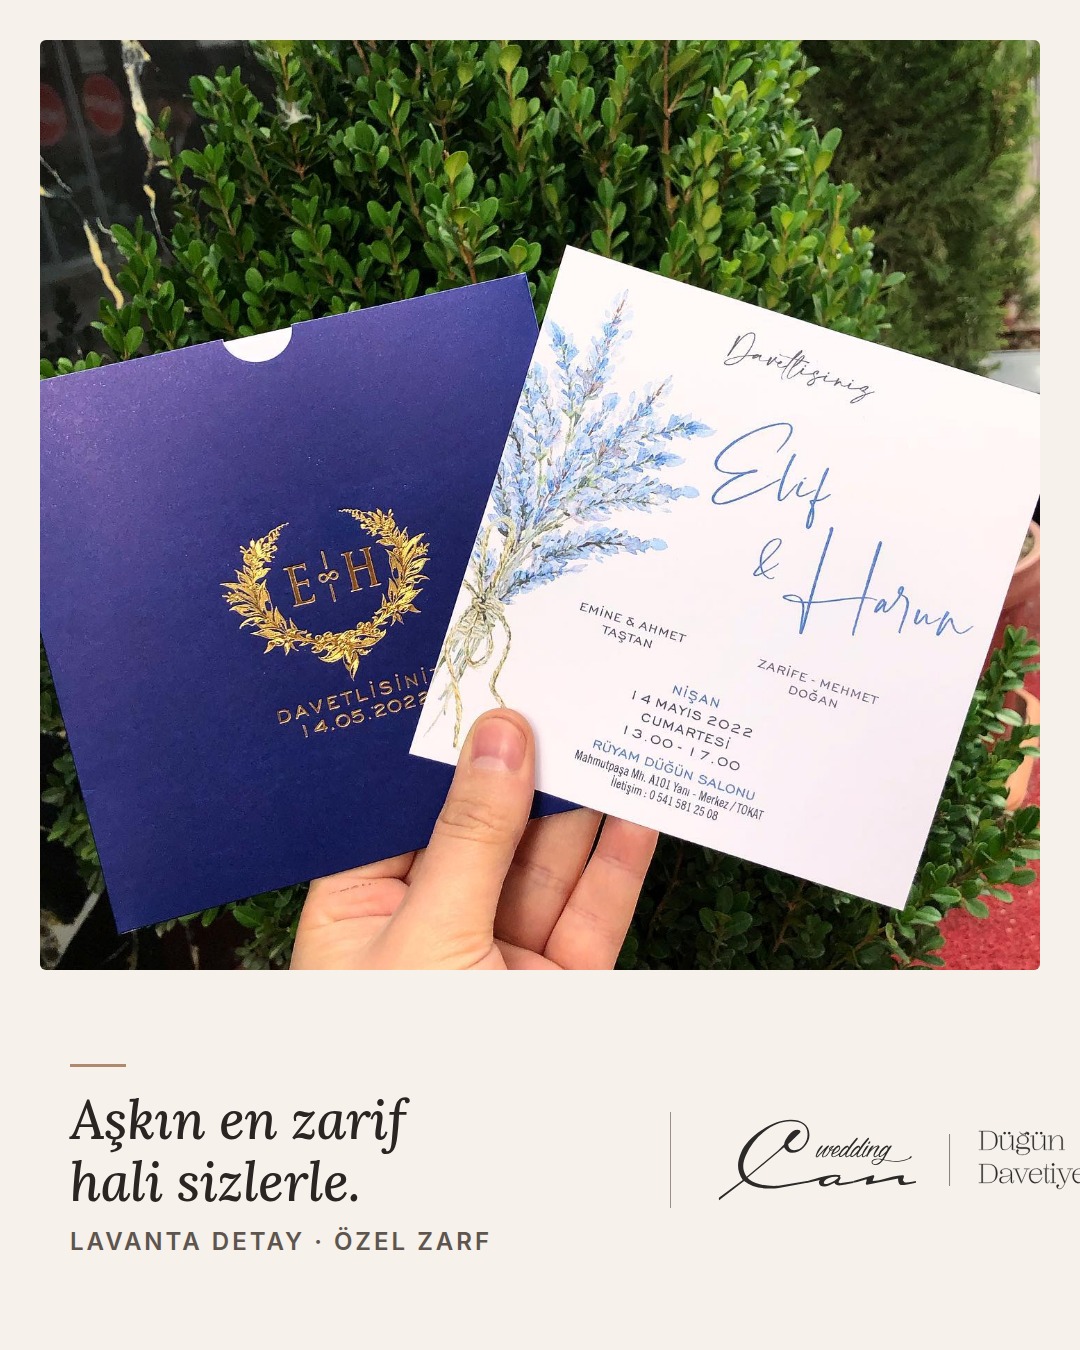 E & H
DAVETLİSİNİZ
14.05.2022
Davetlisiniz
Elif
& Harun
EMİNE & AHMET
TAŞTAN
ZARİFE - MEHMET
DOĞAN
NİŞAN
14 MAYIS 2022
CUMARTESİ
13.00 - 17.00
RÜYAM DÜĞÜN SALONU
Mahmutpaşa Mh. A101 Yanı - Merkez / TOKAT
İletişim : 0 541 581 25 08
Aşkın en zarif
hali sizlerle.
LAVANTA DETAY · ÖZEL ZARF
wedding
Can
Düğün
Davetiye